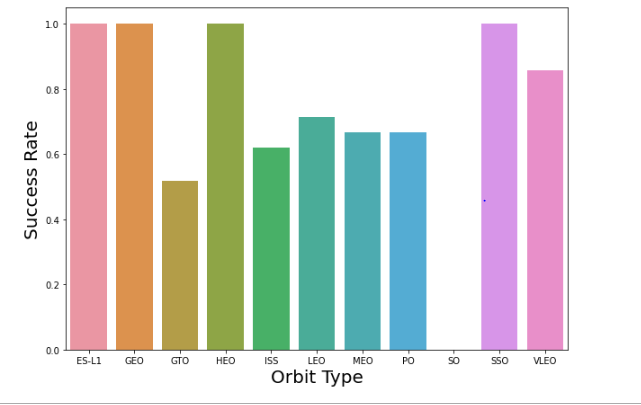 1.0
0.8
0.6
0.4
0.2
0.0
Success Rate
ES-L1 GEO GTO HEO ISS LEO MEO PO SO SSO VLEO
Orbit Type